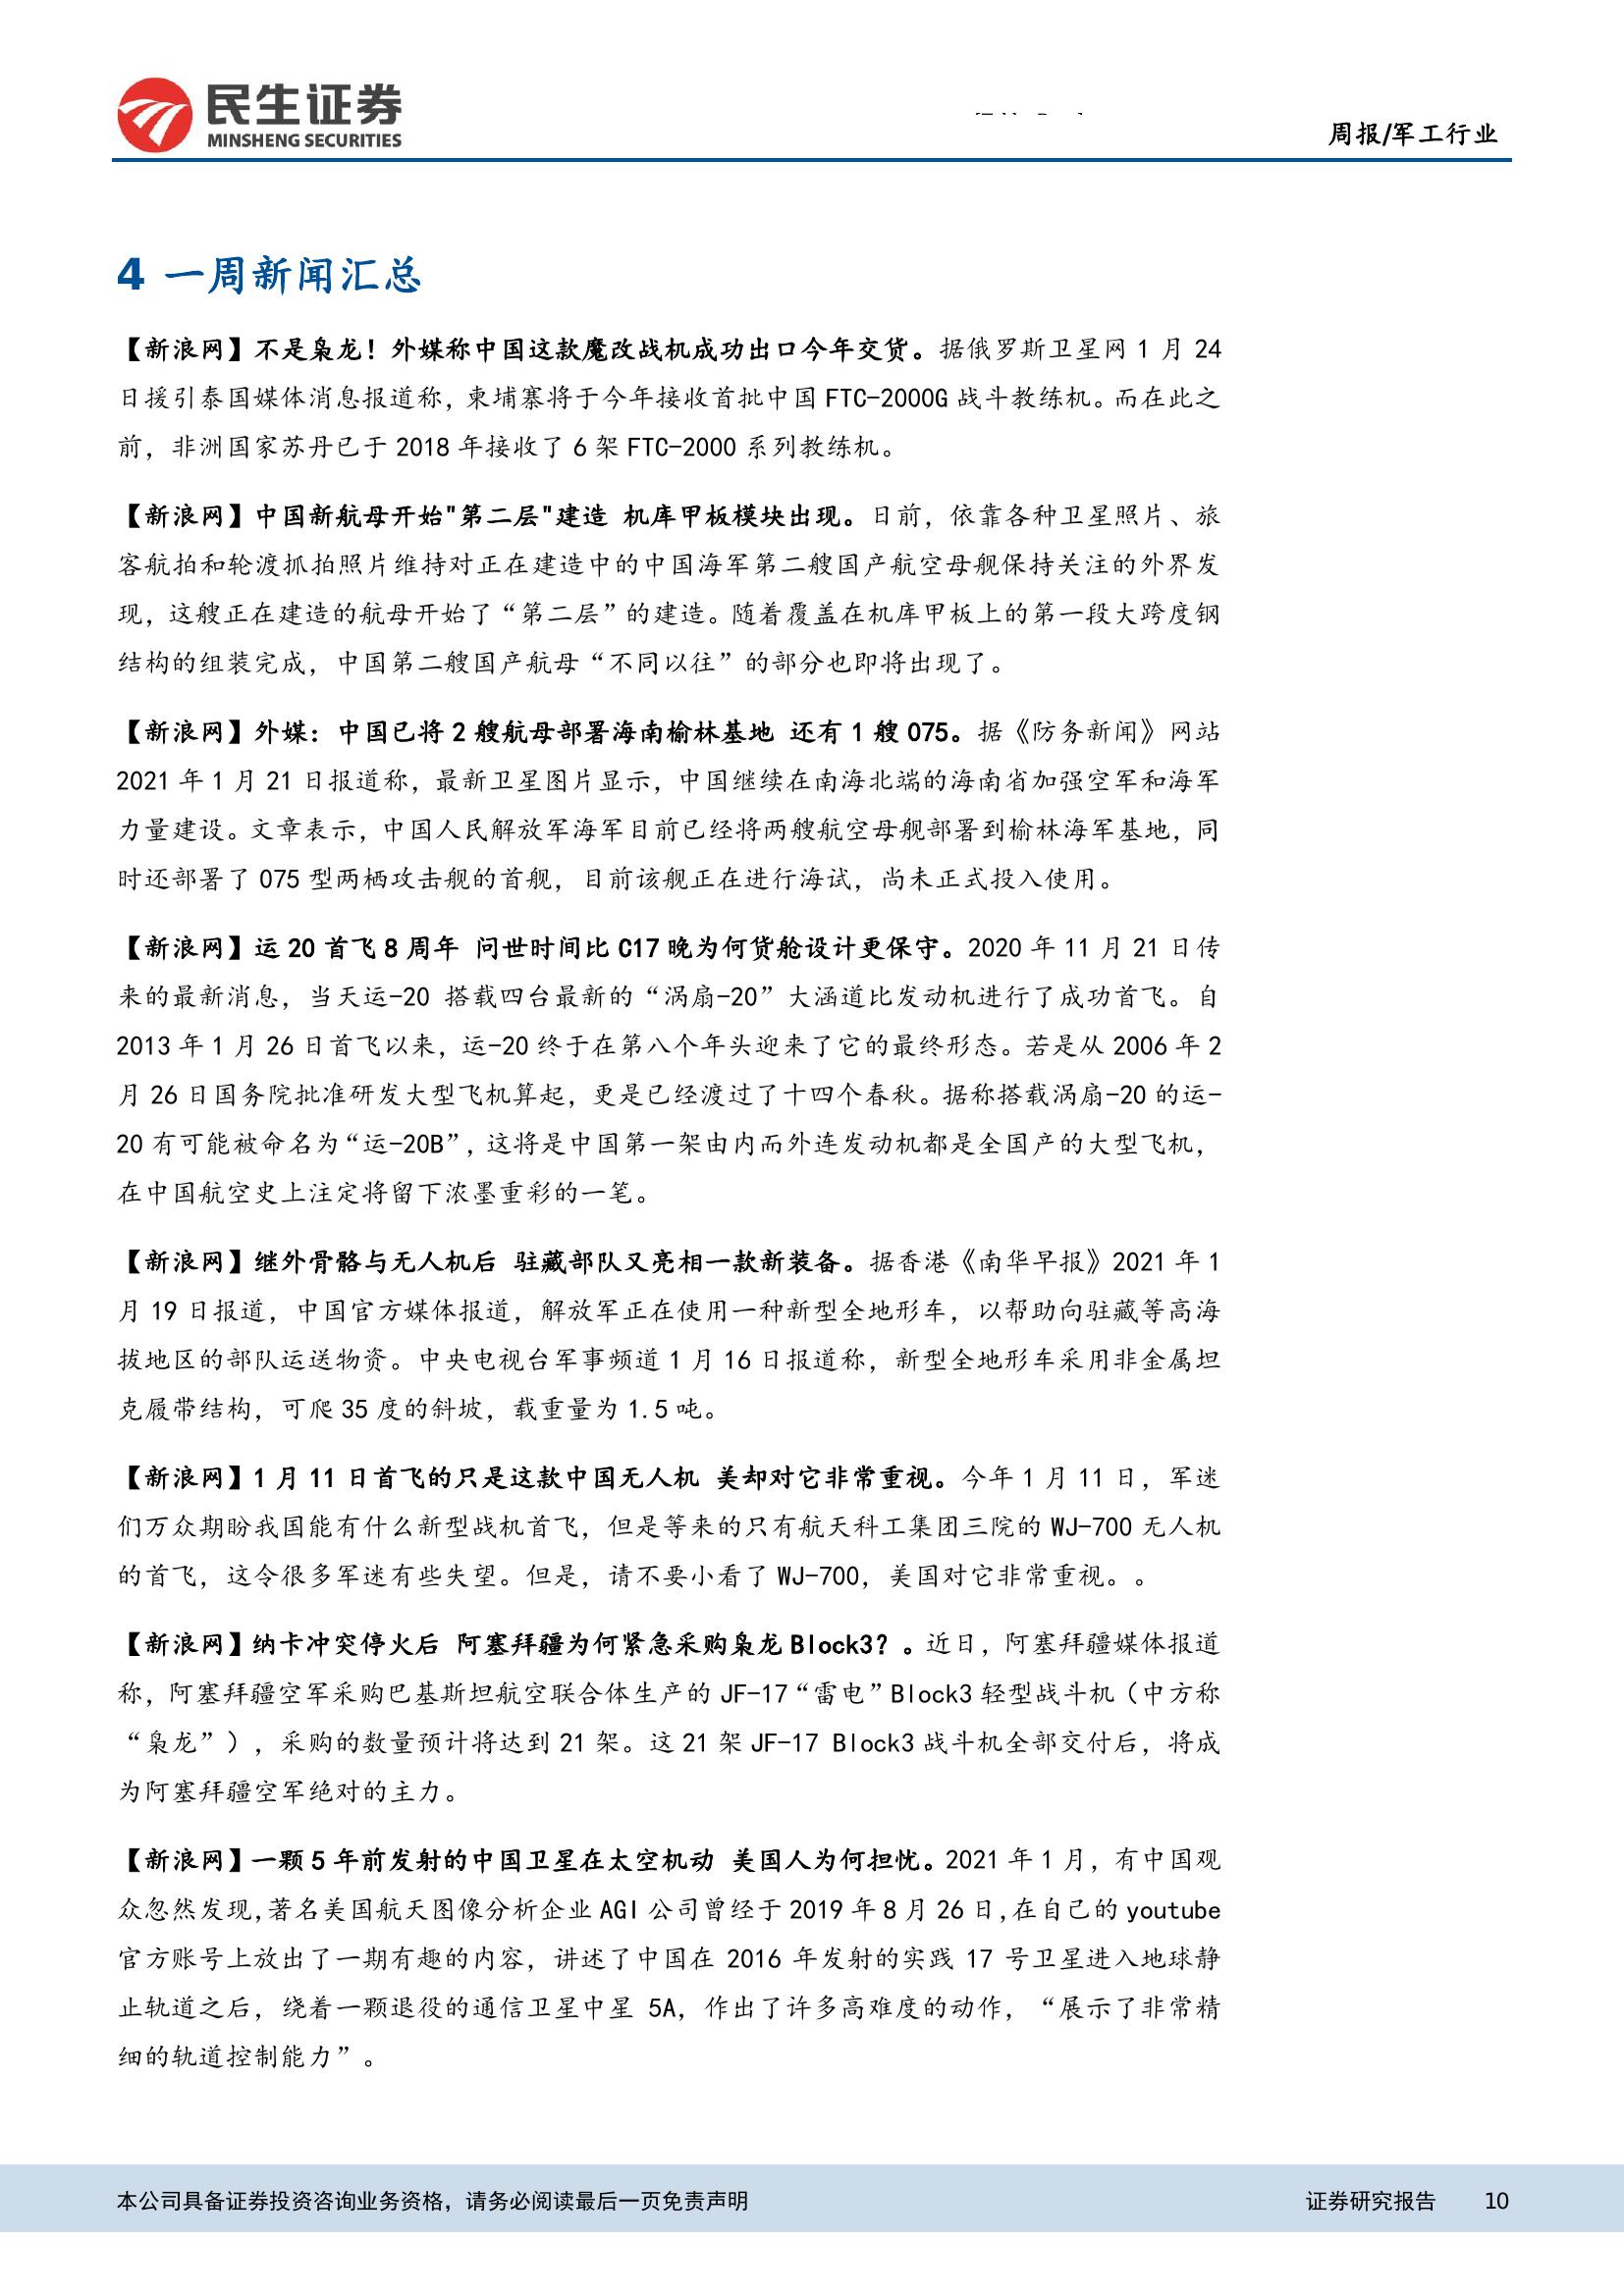 民生证券
MINSHENG SECURITIES
周报/军工行业
4 一周新闻汇总
【新浪网】不是枭龙！外媒称中国这款魔改战机成功出口今年交货。据俄罗斯卫星网 1 月 24
日援引泰国媒体消息报道称，柬埔寨将于今年接收首批中国 FTC-2000G 战斗教练机。而在此之
前，非洲国家苏丹已于 2018 年接收了 6 架 FTC-2000 系列教练机。
【新浪网】中国新航母开始"第二层"建造 机库甲板模块出现。日前，依靠各种卫星照片、旅
客航拍和轮渡抓拍照片维持对正在建造中的中国海军第二艘国产航空母舰保持关注的外界发
现，这艘正在建造的航母开始了“第二层”的建造。随着覆盖在机库甲板上的第一段大跨度钢
结构的组装完成，中国第二艘国产航母“不同以往”的部分也即将出现了。
【新浪网】外媒：中国已将 2 艘航母部署海南榆林基地 还有 1 艘 075。据《防务新闻》网站
2021 年 1 月 21 日报道称，最新卫星图片显示，中国继续在南海北端的海南省加强空军和海军
力量建设。文章表示，中国人民解放军海军目前已经将两艘航空母舰部署到榆林海军基地，同
时还部署了 075 型两栖攻击舰的首舰，目前该舰正在进行海试，尚未正式投入使用。
【新浪网】运 20 首飞 8 周年 问世时间比 C17 晚为何货舱设计更保守。2020 年 11 月 21 日传
来的最新消息，当天运-20 搭载四台最新的“涡扇-20”大涵道比发动机进行了成功首飞。自
2013 年 1 月 26 日首飞以来，运-20 终于在第八个年头迎来了它的最终形态。若是从 2006 年 2
月 26 日国务院批准研发大型飞机算起，更是已经渡过了十四个春秋。据称搭载涡扇-20 的运-
20 有可能被命名为“运-20B”，这将是中国第一架由内而外连发动机都是全国产的大型飞机，
在中国航空史上注定将留下浓墨重彩的一笔。
【新浪网】继外骨骼与无人机后 驻藏部队又亮相一款新装备。据香港《南华早报》2021 年 1
月 19 日报道，中国官方媒体报道，解放军正在使用一种新型全地形车，以帮助向驻藏等高海
拔地区的部队运送物资。中央电视台军事频道 1 月 16 日报道称，新型全地形车采用非金属坦
克履带结构，可爬 35 度的斜坡，载重量为 1.5 吨。
【新浪网】1 月 11 日首飞的只是这款中国无人机 美却对它非常重视。今年 1 月 11 日，军迷
们万众期盼我国能有什么新型战机首飞，但是等来的只有航天科工集团三院的 WJ-700 无人机
的首飞，这令很多军迷有些失望。但是，请不要小看了 WJ-700，美国对它非常重视。。
【新浪网】纳卡冲突停火后 阿塞拜疆为何紧急采购枭龙 Block3？。近日，阿塞拜疆媒体报道
称，阿塞拜疆空军采购巴基斯坦航空联合体生产的 JF-17“雷电”Block3 轻型战斗机（中方称
“枭龙”），采购的数量预计将达到 21 架。这 21 架 JF-17 Block3 战斗机全部交付后，将成
为阿塞拜疆空军绝对的主力。
【新浪网】一颗 5 年前发射的中国卫星在太空机动 美国人为何担忧。2021 年 1 月，有中国观
众忽然发现，著名美国航天图像分析企业 AGI 公司曾经于 2019 年 8 月 26 日，在自己的 youtube
官方账号上放出了一期有趣的内容，讲述了中国在 2016 年发射的实践 17 号卫星进入地球静
止轨道之后，绕着一颗退役的通信卫星中星 5A，作出了许多高难度的动作，“展示了非常精
细的轨道控制能力”。
本公司具备证券投资咨询业务资格，请务必阅读最后一页免责声明
证券研究报告 10